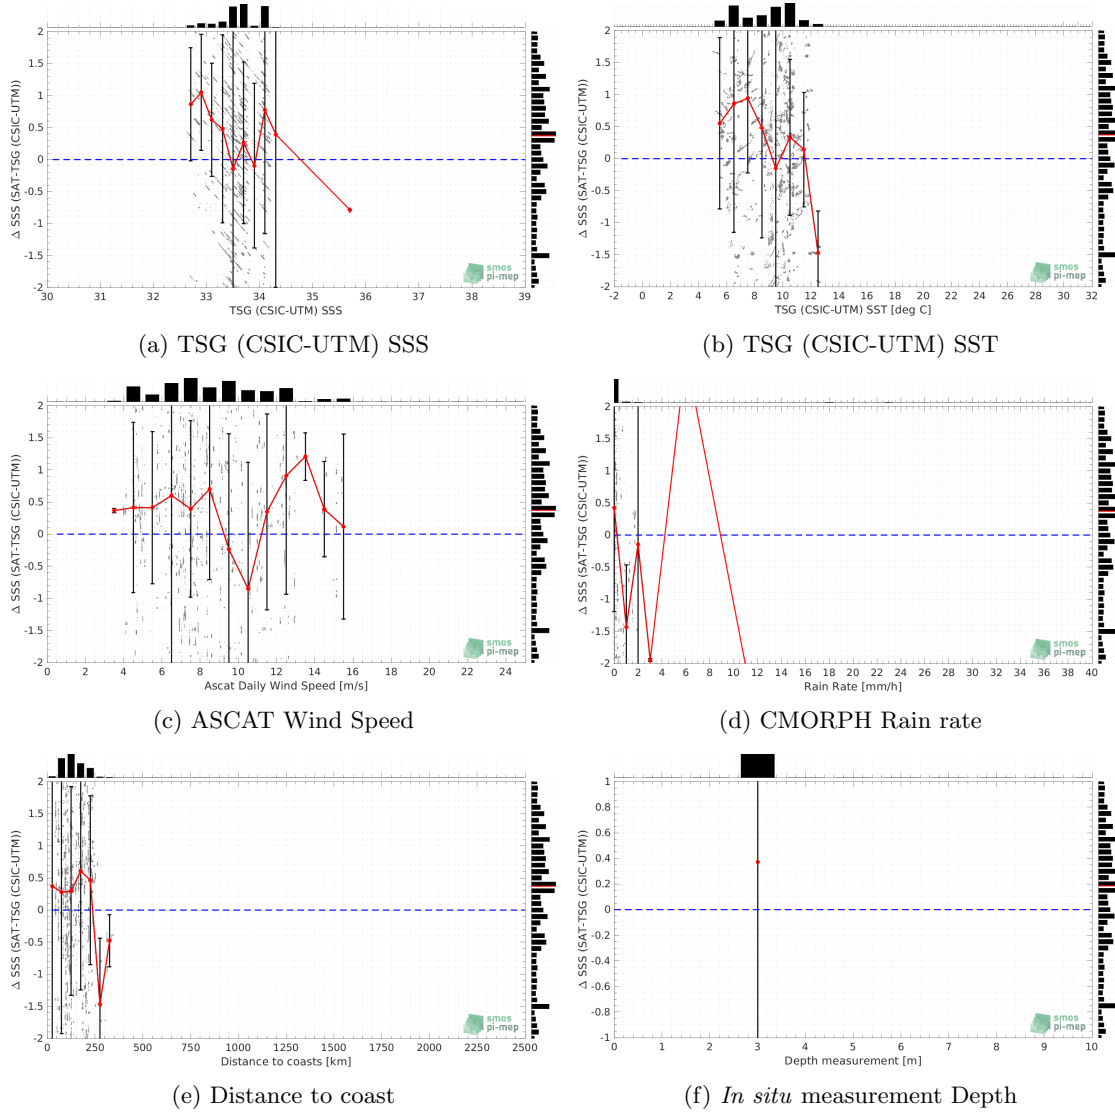 2
1.5
1
0.5
0
-0.5
-1
-1.5
-2
Δ SSS (SAT-TSG (CSIC-UTM))
30 31 32 33 34 35 36 37 38 39
TSG (CSIC-UTM) SSS
smos
pi-mep
(a) TSG (CSIC-UTM) SSS
2
1.5
1
0.5
0
-0.5
-1
-1.5
-2
Δ SSS (SAT-TSG (CSIC-UTM))
-2 0 2 4 6 8 10 12 14 16 18 20 22 24 26 28 30 32
TSG (CSIC-UTM) SST [deg C]
smos
pi-mep
(b) TSG (CSIC-UTM) SST
2
1.5
1
0.5
0
-0.5
-1
-1.5
-2
Δ SSS (SAT-TSG (CSIC-UTM))
0 2 4 6 8 10 12 14 16 18 20 22 24
Ascat Daily Wind Speed [m/s]
smos
pi-mep
(c) ASCAT Wind Speed
2
1.5
1
0.5
0
-0.5
-1
-1.5
-2
Δ SSS (SAT-TSG (CSIC-UTM))
0 2 4 6 8 10 12 14 16 18 20 22 24 26 28 30 32 34 36 38 40
Rain Rate [mm/h]
smos
pi-mep
(d) CMORPH Rain rate
2
1.5
1
0.5
0
-0.5
-1
-1.5
-2
Δ SSS (SAT-TSG (CSIC-UTM))
0 250 500 750 1000 1250 1500 1750 2000 2250 2500
Distance to coasts [km]
smos
pi-mep
(e) Distance to coast
1
0.8
0.6
0.4
0.2
0
-0.2
-0.4
-0.6
-0.8
-1
Δ SSS (SAT-TSG (CSIC-UTM))
0 1 2 3 4 5 6 7 8 9 10
Depth measurement [m]
smos
pi-mep
(f) In situ measurement Depth